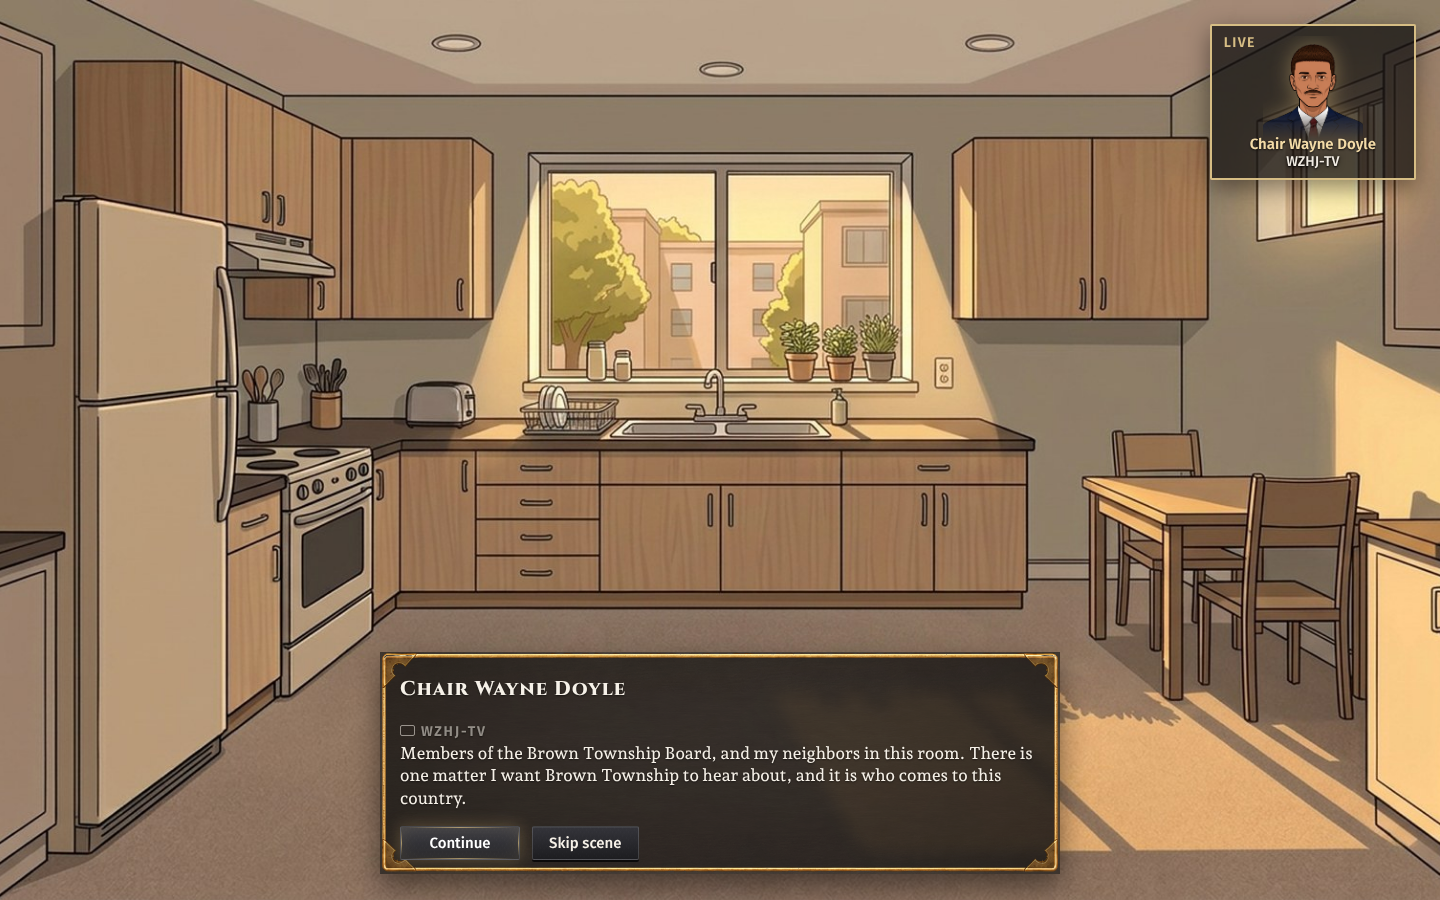 LIVE
Chair Wayne Doyle
WZHJ-TV
Chair Wayne Doyle
WZHJ-TV
Members of the Brown Township Board, and my neighbors in this room. There is
one matter I want Brown Township to hear about, and it is who comes to this
country.
Continue
Skip scene